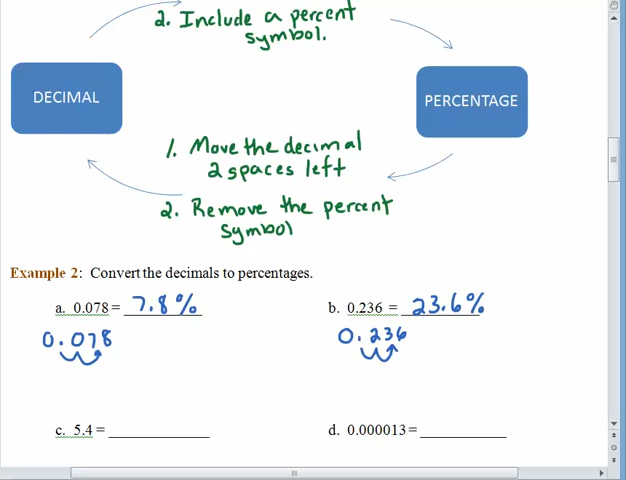 2. Include a percent
symbol.
DECIMAL
PERCENTAGE
1. Move the decimal
2 spaces left
2. Remove the percent
symbol
Example 2: Convert the decimals to percentages.
a. 0.078 = 7.8%
b. 0.236 = 23.6%
0.078
0.236
c. 5.4 =
d. 0.000013 =